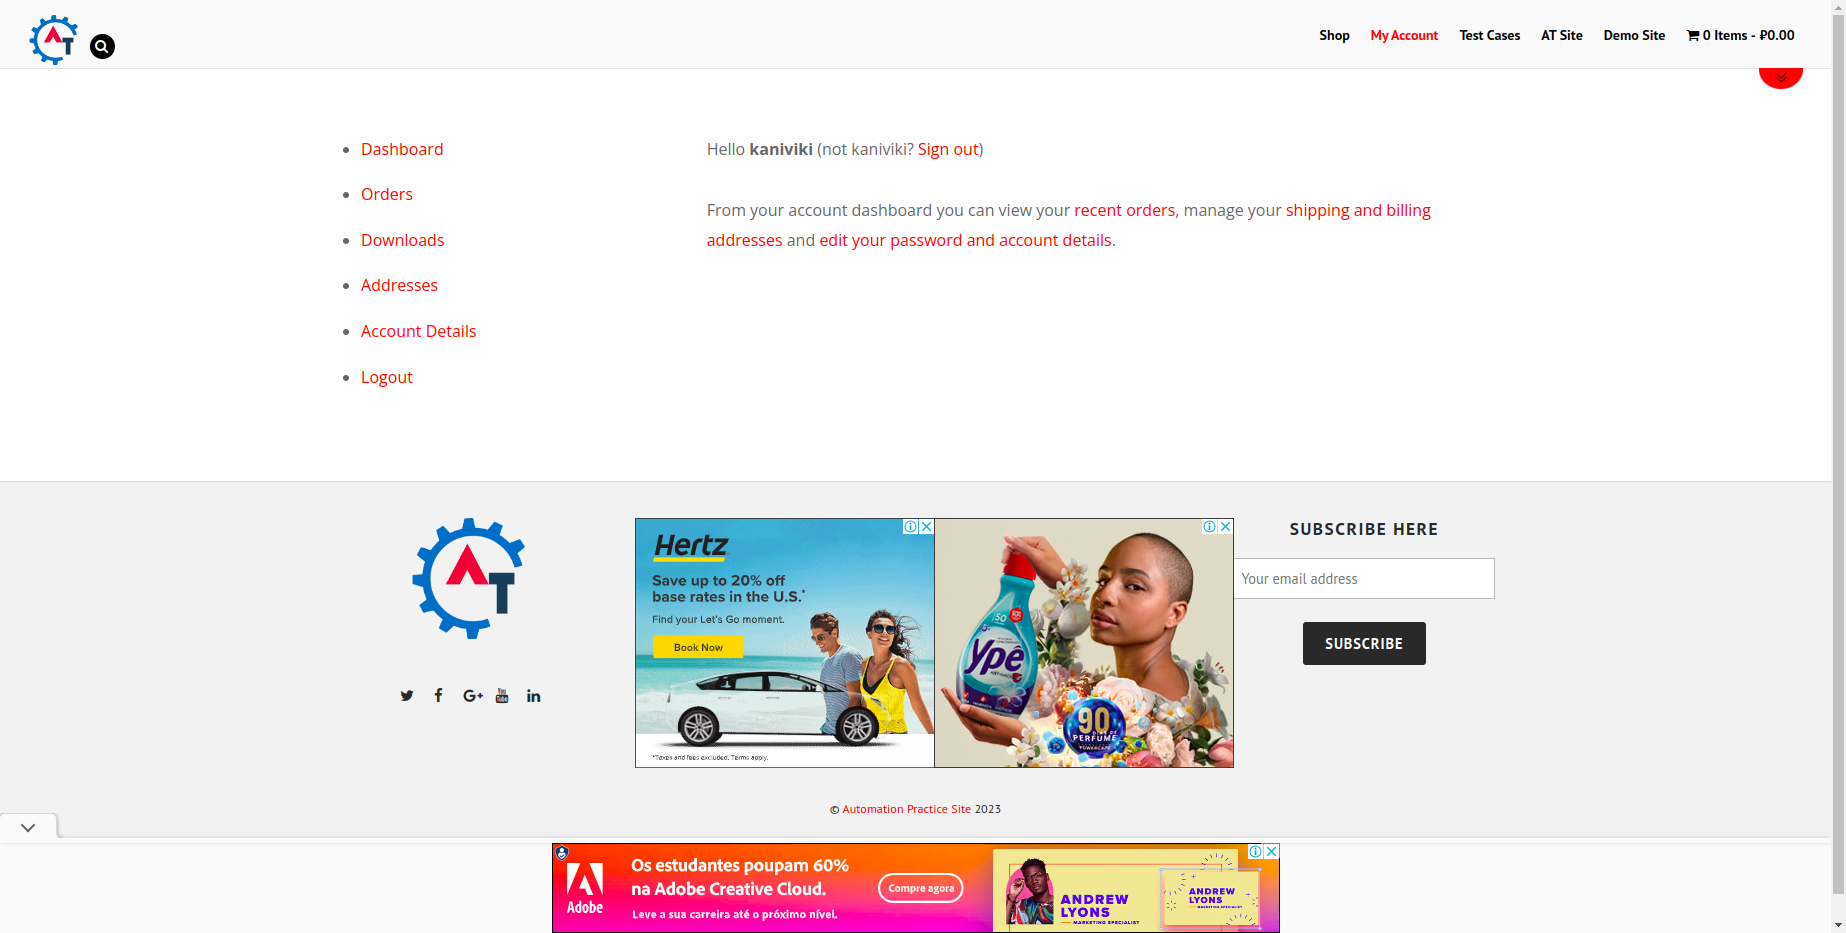 AT
Shop
My Account
Test Cases
AT Site
Demo Site
0 Items - ₽0.00
Dashboard
Orders
Downloads
Addresses
Account Details
Logout
Hello kaniviki (not kaniviki? Sign out)
From your account dashboard you can view your recent orders, manage your shipping and billing
addresses and edit your password and account details.
AT
Hertz
Save up to 20% off
base rates in the U.S.*
Find your Let's Go moment.
Book Now
*Taxes and fees excluded. Terms apply.
Ypê
90
PERFUME
SUBSCRIBE HERE
Your email address
SUBSCRIBE
© Automation Practice Site 2023
Adobe
Os estudantes poupam 60%
na Adobe Creative Cloud.
Leve a sua carreira até o próximo nível.
Compre agora
ANDREW
LYONS
MARKETING SPECIALIST
ANDREW
LYONS